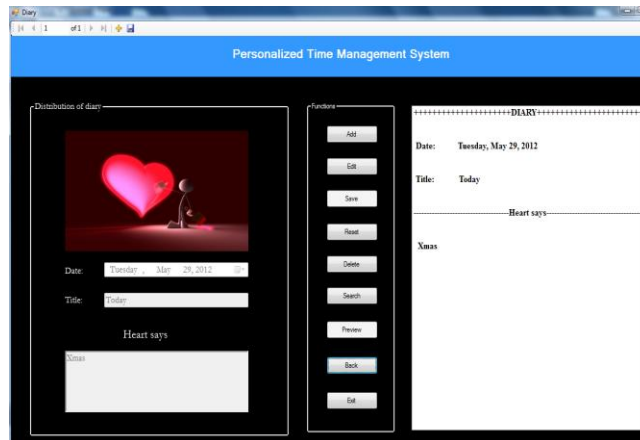 Diary
1 of 1
Personalized Time Management System
Distribution of diary
Date: Tuesday , May 29, 2012
Title: Today
Heart says
Xmas
Functions
Add
Edit
Save
Reset
Delete
Search
Preview
Back
Exit
++++++++++++++++++++++DIARY++++++++++++++++++++++++
Date: Tuesday, May 29, 2012
Title: Today
----------------------------------------Heart says----------------------------------------
Xmas